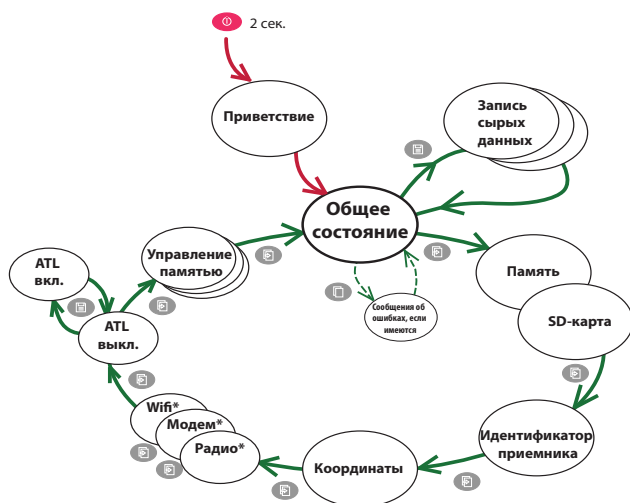 2 сек.
Приветствие
Запись
сырых
данных
Общее
состояние
Управление
памятью
ATL
вкл.
ATL
выкл.
Сообщения об
ошибках, если
имеются
Память
SD-карта
Wifi*
Модем*
Радио*
Координаты
Идентификатор
приемника